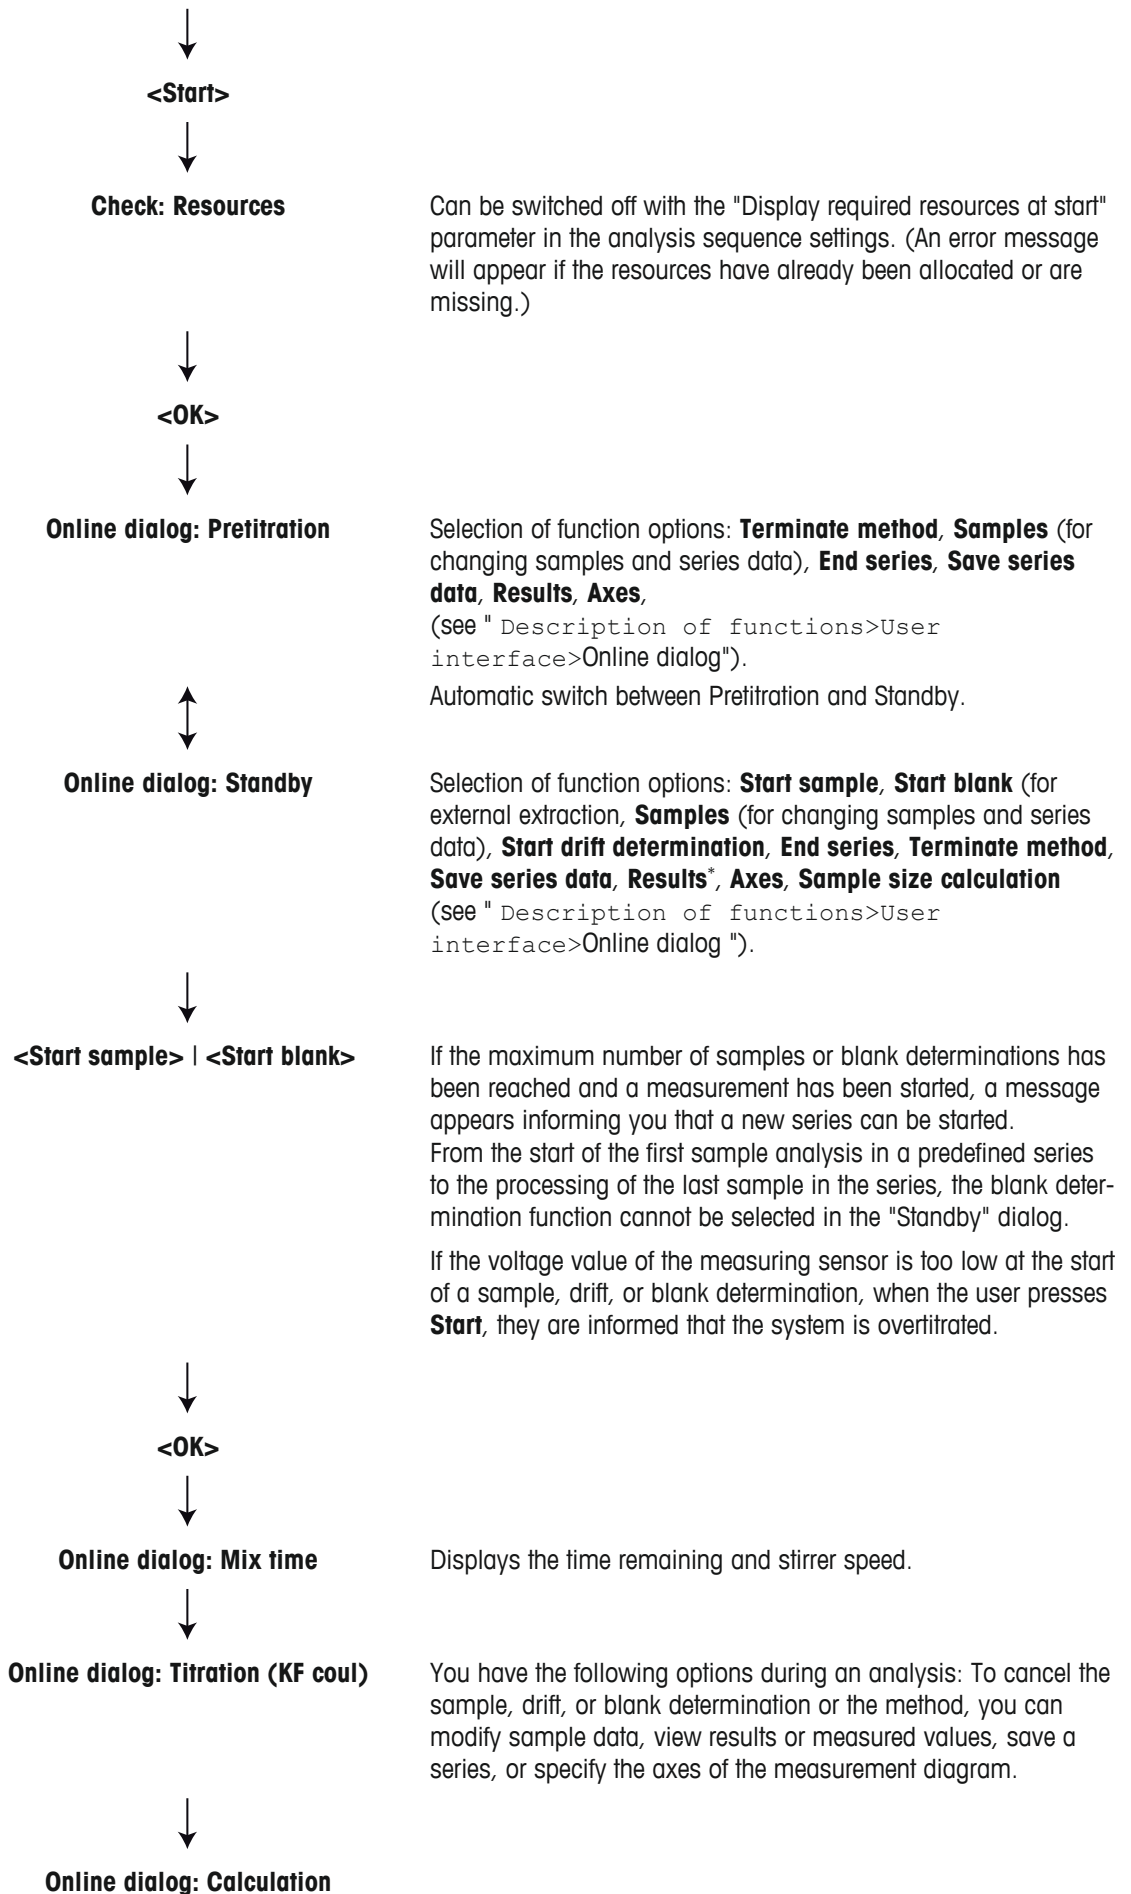 <Start>
Check: Resources
Can be switched off with the "Display required resources at start"
parameter in the analysis sequence settings. (An error message
will appear if the resources have already been allocated or are
missing.)
<OK>
Online dialog: Pretitration
Selection of function options: Terminate method, Samples (for
changing samples and series data), End series, Save series
data, Results, Axes,
(see " Description of functions>User
interface>Online dialog").
Automatic switch between Pretitration and Standby.
Online dialog: Standby
Selection of function options: Start sample, Start blank (for
external extraction, Samples (for changing samples and series
data), Start drift determination, End series, Terminate method,
Save series data, Results*, Axes, Sample size calculation
(see " Description of functions>User
interface>Online dialog ").
<Start sample> | <Start blank>
If the maximum number of samples or blank determinations has
been reached and a measurement has been started, a message
appears informing you that a new series can be started.
From the start of the first sample analysis in a predefined series
to the processing of the last sample in the series, the blank deter-
mination function cannot be selected in the "Standby" dialog.
If the voltage value of the measuring sensor is too low at the start
of a sample, drift, or blank determination, when the user presses
Start, they are informed that the system is overtitrated.
<OK>
Online dialog: Mix time
Displays the time remaining and stirrer speed.
Online dialog: Titration (KF coul)
You have the following options during an analysis: To cancel the
sample, drift, or blank determination or the method, you can
modify sample data, view results or measured values, save a
series, or specify the axes of the measurement diagram.
Online dialog: Calculation